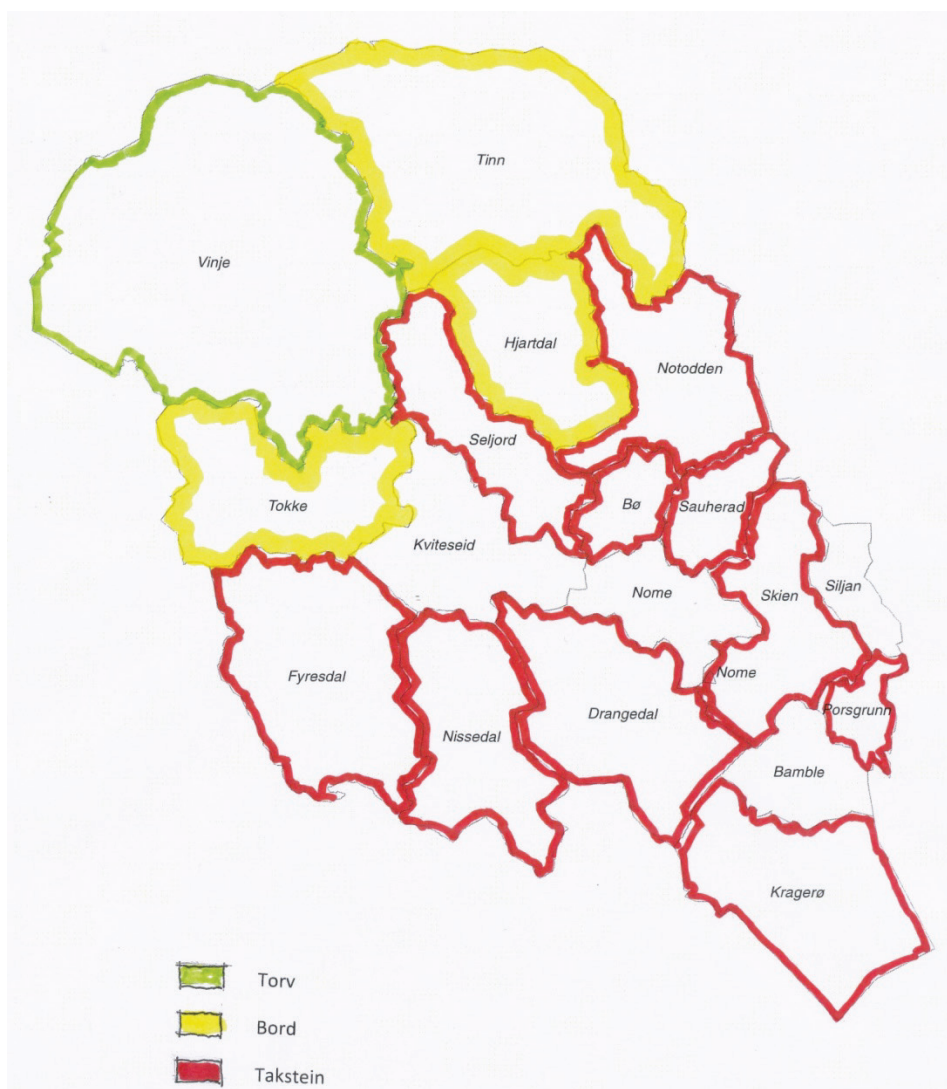 Tinn
Vinje
Hjartdal
Notodden
Seljord
Tokke
Bø
Sauherad
Kviteseid
Nome
Skien
Siljan
Fyresdal
Nome
Porsgrunn
Drangedal
Nissedal
Bamble
Kragerø
Torv
Bord
Takstein